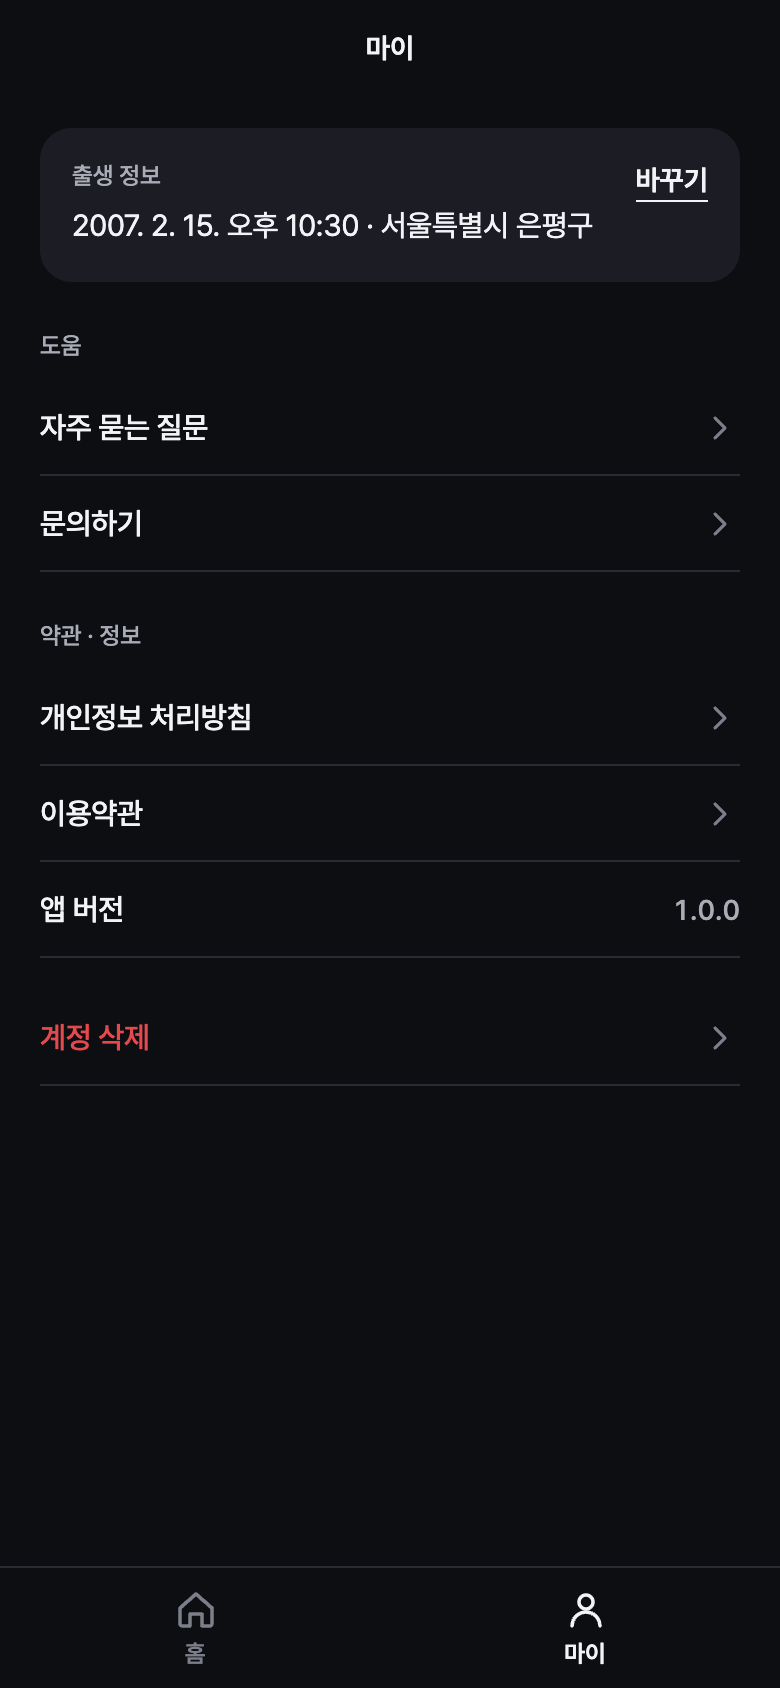 마이
출생 정보
바꾸기
2007. 2. 15. 오후 10:30 · 서울특별시 은평구
도움
자주 묻는 질문
문의하기
약관 · 정보
개인정보 처리방침
이용약관
앱 버전 1.0.0
계정 삭제
홈
마이